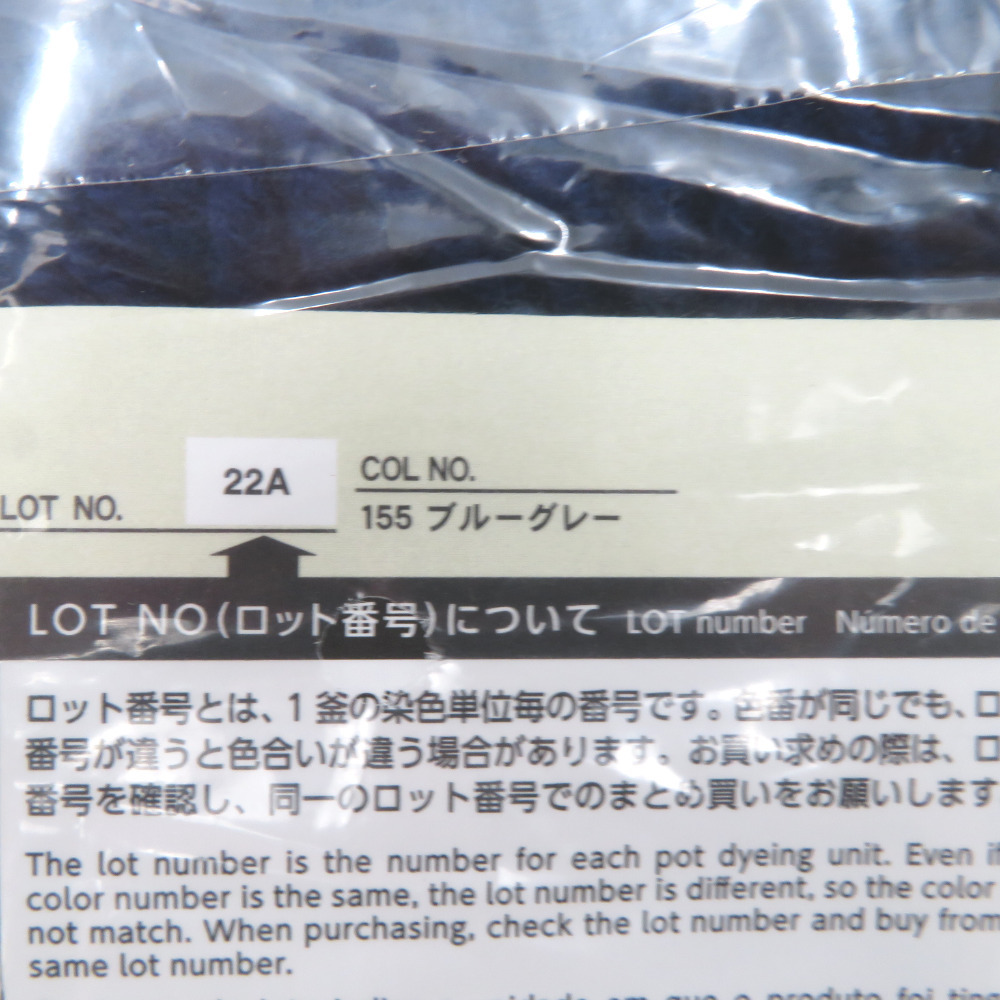 LOT NO. 22A
COL NO.
155 ブルーグレー
LOT NO(ロット番号)について LOT number Número de
ロット番号とは、1 釜の染色単位毎の番号です。色番が同じでも、ロ
番号が違うと色合いが違う場合があります。お買い求めの際は、ロ
番号を確認し、同一のロット番号でのまとめ買いをお願いします
The lot number is the number for each pot dyeing unit. Even if
color number is the same, the lot number is different, so the color
not match. When purchasing, check the lot number and buy from
same lot number.
em que o produto foi